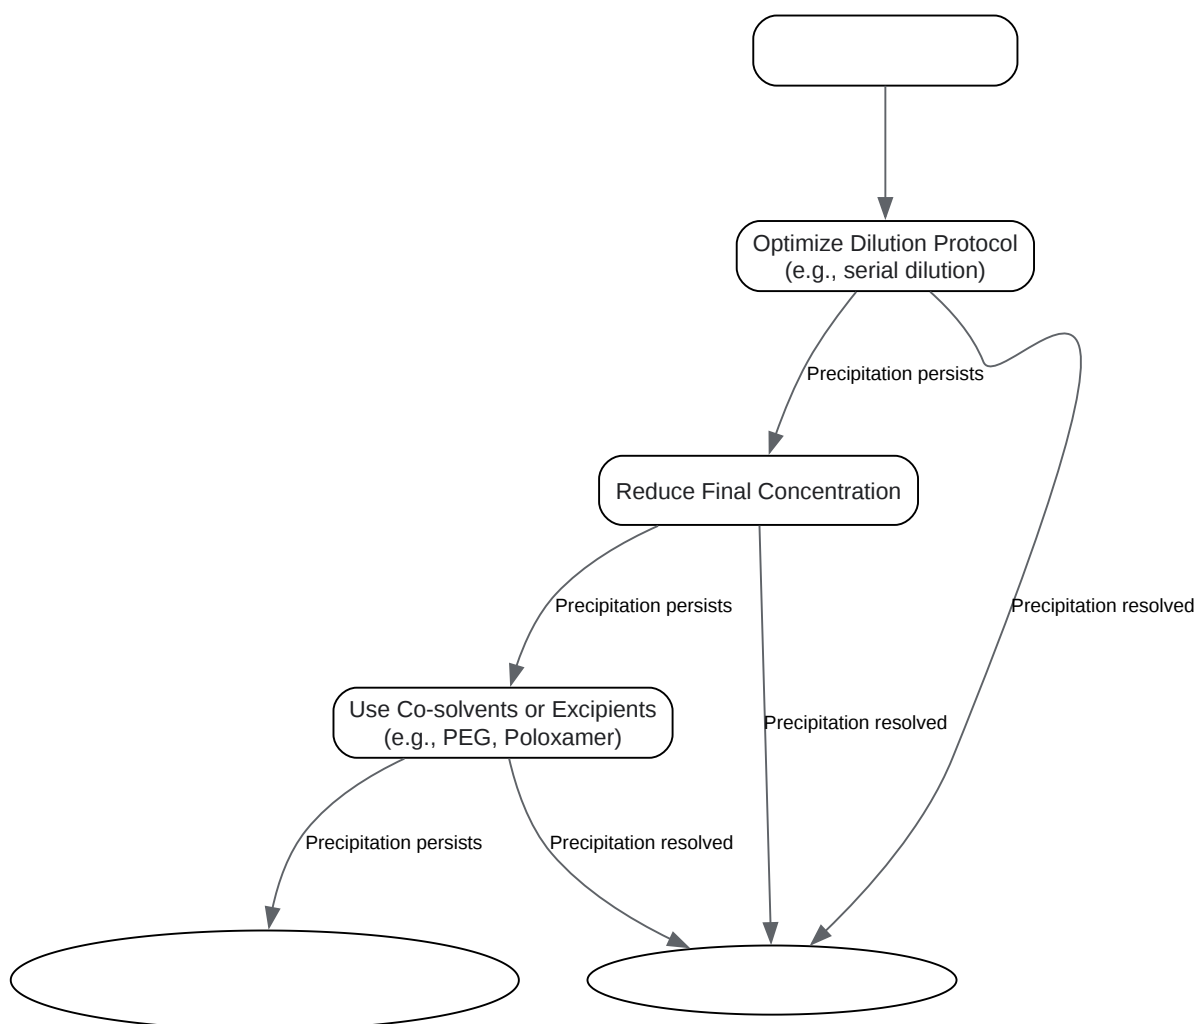 Optimize Dilution Protocol
(e.g., serial dilution)
Precipitation persists
Reduce Final Concentration
Precipitation persists
Precipitation resolved
Use Co-solvents or Excipients
(e.g., PEG, Poloxamer)
Precipitation resolved
Precipitation persists
Precipitation resolved